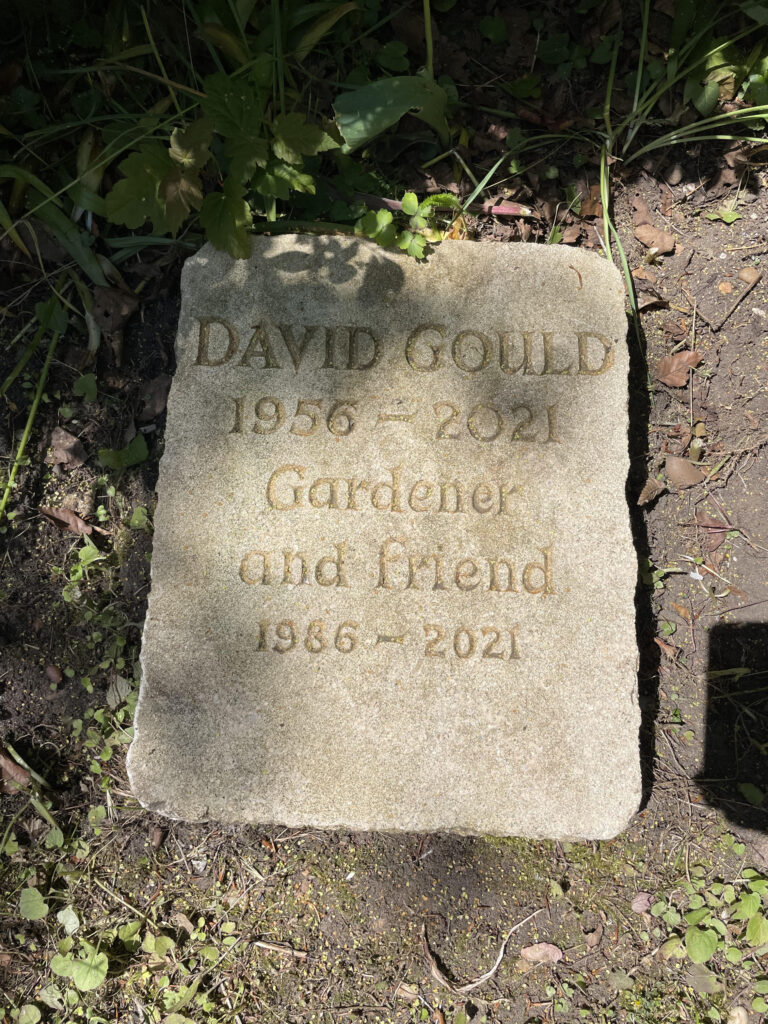 DAVID GOULD
1956 – 2021
Gardener
and friend
1986 – 2021